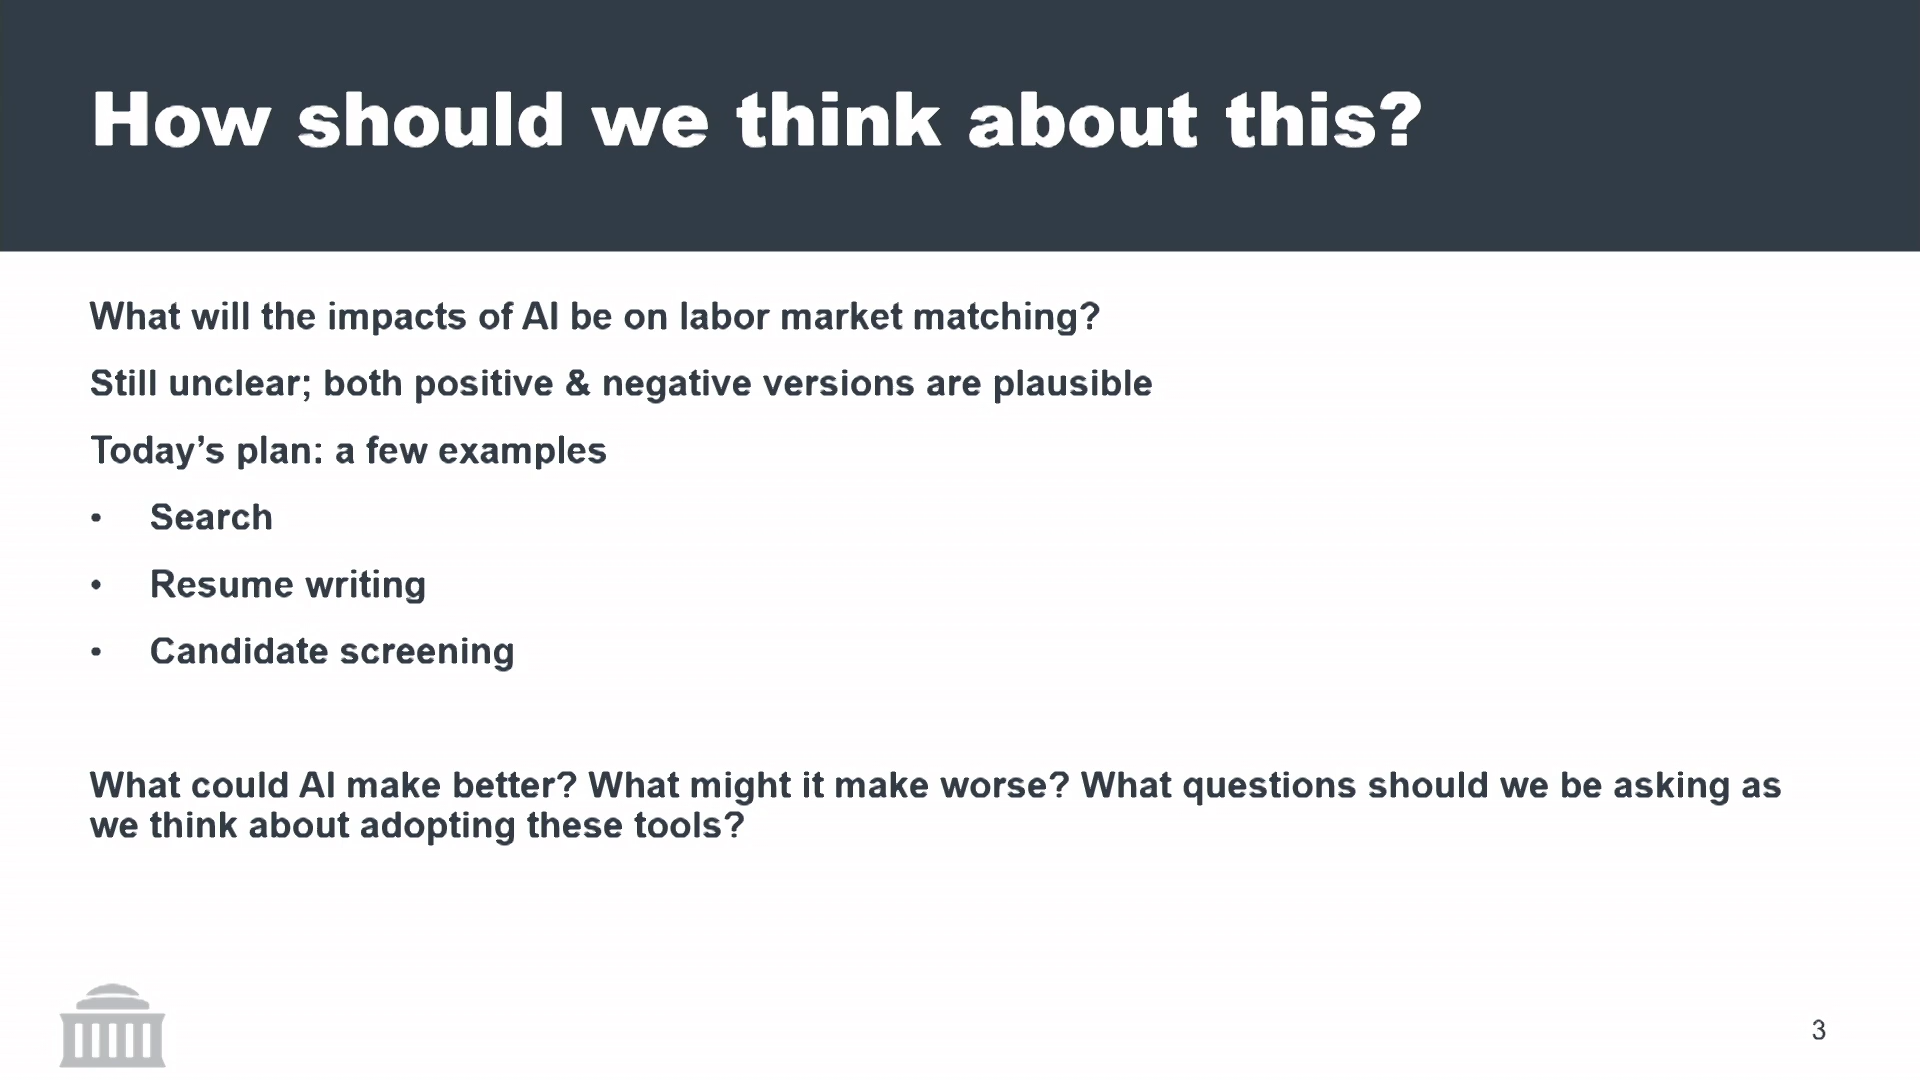 How should we think about this?
What will the impacts of AI be on labor market matching?
Still unclear; both positive & negative versions are plausible
Today’s plan: a few examples
• Search
• Resume writing
• Candidate screening
What could AI make better? What might it make worse? What questions should we be asking as
we think about adopting these tools?
3